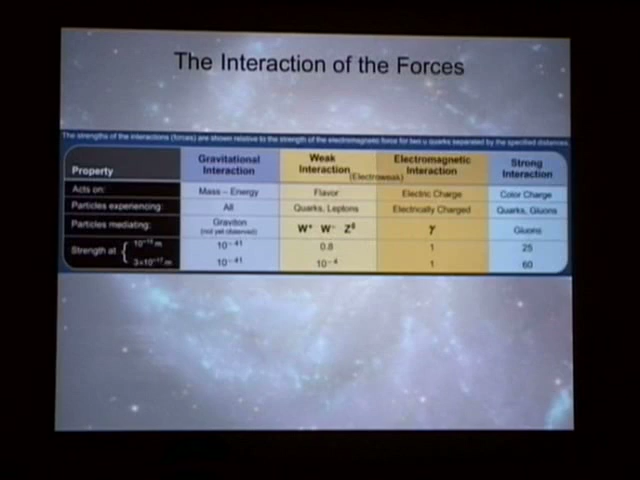 The Interaction of the Forces
The strengths of the interactions (forces) are shown relative to the strength of the electromagnetic force for two u quarks separated by the specified distances.
Property Gravitational Interaction Weak Interaction (Electroweak) Electromagnetic Interaction Strong Interaction
Acts on: Mass – Energy Flavor Electric Charge Color Charge
Particles experiencing: All Quarks, Leptons Electrically Charged Quarks, Gluons
Particles mediating: Graviton (not yet observed) W⁺ W⁻ Z⁰ γ Gluons
Strength at { 10⁻¹⁸ m 10⁻⁴¹ 0.8 1 25
3×10⁻¹⁷ m 10⁻⁴¹ 10⁻⁴ 1 60